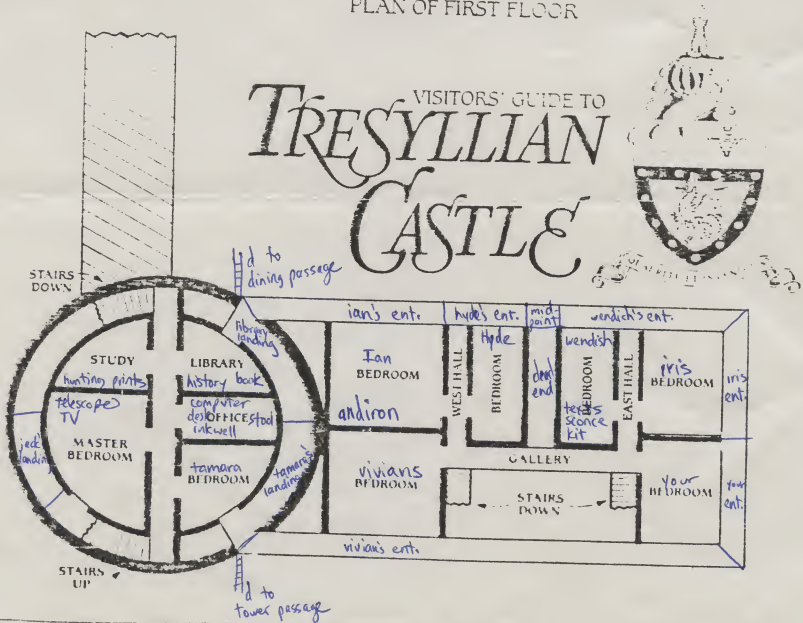 PLAN OF FIRST FLOOR
VISITORS' GUIDE TO
TRESYLLIAN
CASTLE
STAIRS
DOWN
d to
dining passage
library
landing
ian's ent.
hyde's ent.
mid-
point
wendich's ent.
STUDY
hunting prints
LIBRARY
history book
telescope
TV
MASTER
BEDROOM
jack
landing
computer
desk OFFICE stool
inkwell
tamara
BEDROOM
tamara's
landing
Ian
BEDROOM
andiron
WEST HALL
Hyde
BEDROOM
dead
end
wendish
BEDROOM
sconce
kit
EAST HALL
iris
BEDROOM
iris
ent.
vivians
BEDROOM
GALLERY
STAIRS
DOWN
your
BEDROOM
your
ent.
vivian's ent.
STAIRS
UP
d to
tower passage